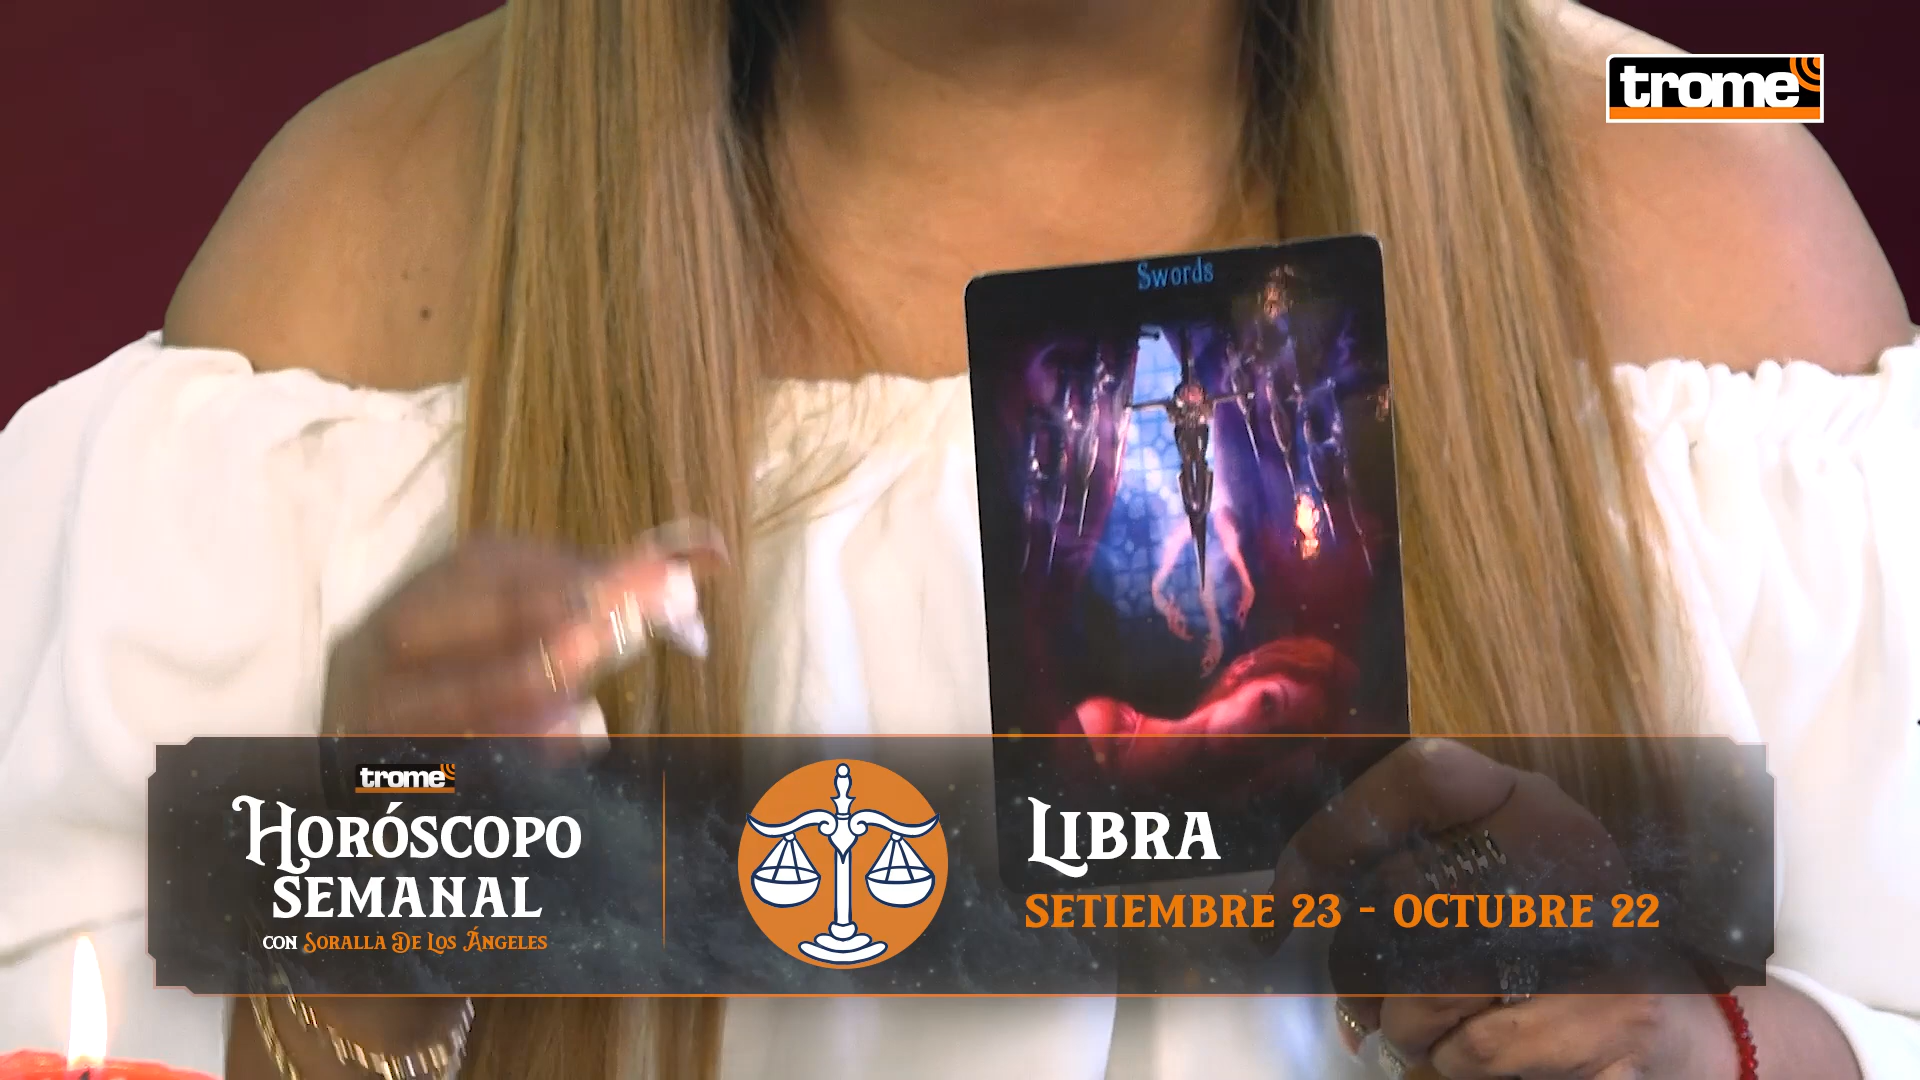 trome
Swords
trome
HORÓSCOPO
SEMANAL
CON SORALLA DE LOS ÁNGELES
LIBRA
SETIEMBRE 23 - OCTUBRE 22